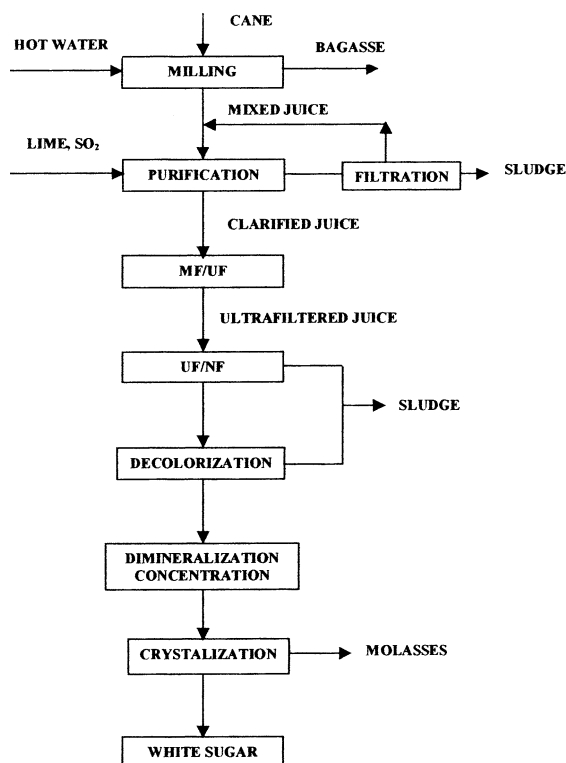 CANE
HOT WATER
BAGASSE
MILLING
MIXED JUICE
LIME, SO₂
PURIFICATION
FILTRATION
SLUDGE
CLARIFIED JUICE
MF/UF
ULTRAFILTERED JUICE
UF/NF
SLUDGE
DECOLORIZATION
DIMINERALIZATION
CONCENTRATION
CRYSTALIZATION
MOLASSES
WHITE SUGAR